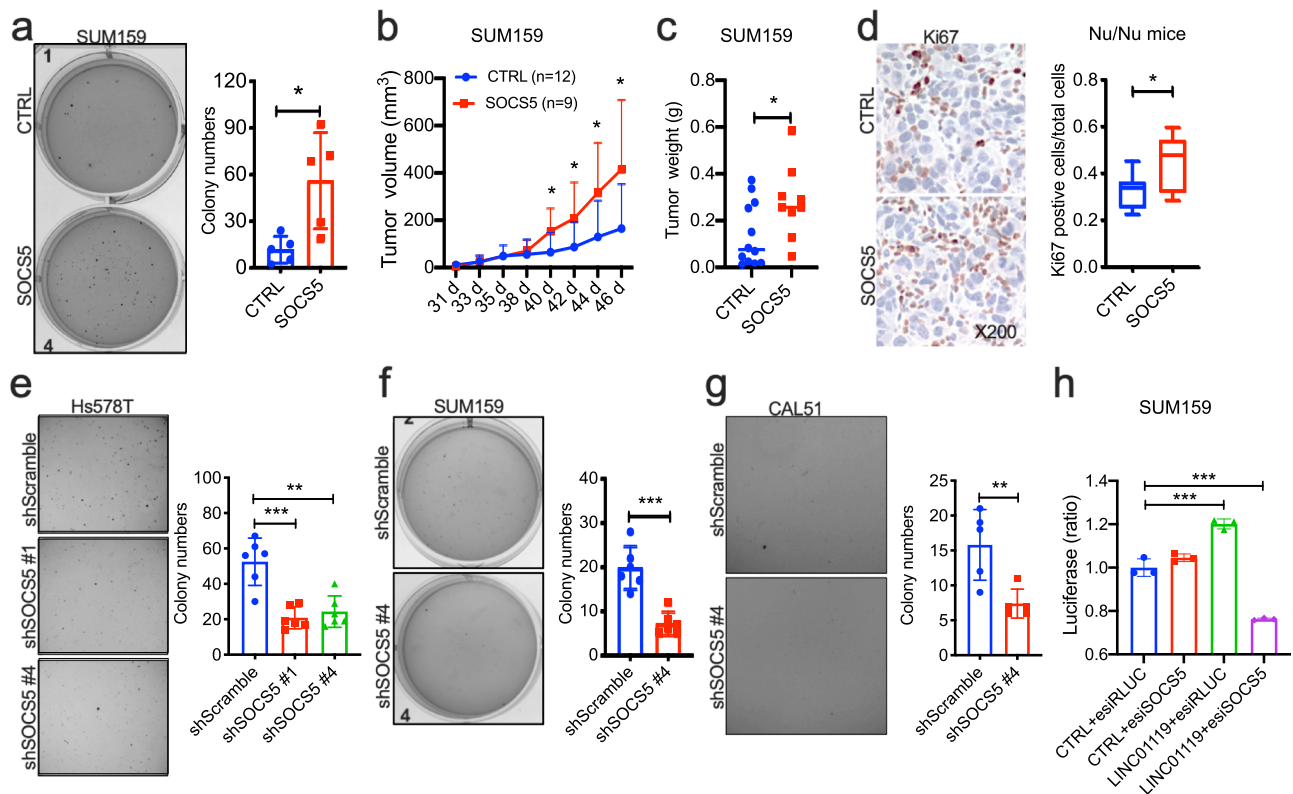 a
SUM159
1
CTRL
SOCS5
4
Colony numbers
120
90
60
30
0
*
CTRL
SOCS5
b
SUM159
Tumor volume (mm³)
800
600
400
200
0
CTRL (n=12)
SOCS5 (n=9)
*
*
*
*
31 d
33 d
35 d
38 d
40 d
42 d
44 d
46 d
c
SUM159
Tumor weight (g)
0.8
0.6
0.4
0.2
0.0
*
CTRL
SOCS5
d
Ki67
CTRL
SOCS5
X200
Nu/Nu mice
Ki67 postive cells/total cells
0.8
0.6
0.4
0.2
0.0
*
CTRL
SOCS5
e
Hs578T
shScramble
shSOCS5 #1
shSOCS5 #4
Colony numbers
100
80
60
40
20
0
**
***
shScramble
shSOCS5 #1
shSOCS5 #4
f
SUM159
2
shScramble
shSOCS5 #4
4
Colony numbers
40
30
20
10
0
***
shScramble
shSOCS5 #4
g
CAL51
shScramble
shSOCS5 #4
Colony numbers
25
20
15
10
5
0
**
shScramble
shSOCS5 #4
h
SUM159
Luciferase (ratio)
1.4
1.2
1.0
0.8
0.6
***
***
CTRL+esiRLUC
CTRL+esiSOCS5
LINC01119+esiRLUC
LINC01119+esiSOCS5